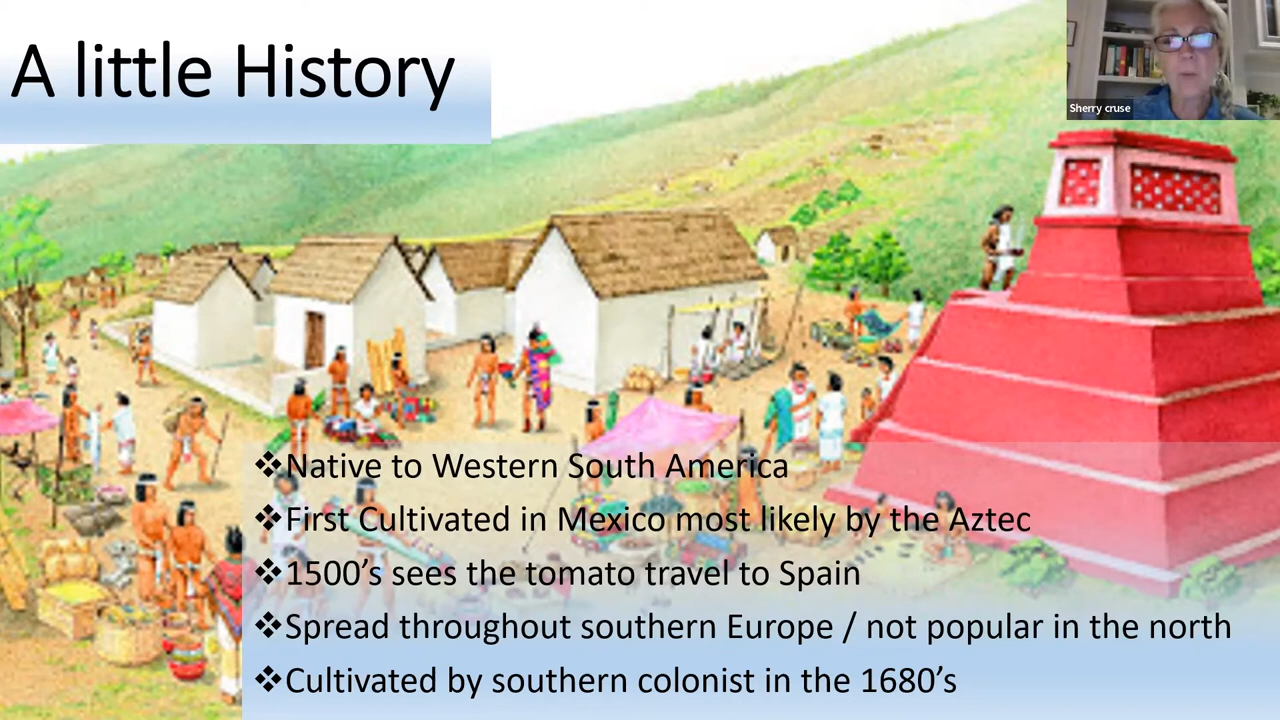 A little History
Sherry cruse
❖Native to Western South America
❖First Cultivated in Mexico most likely by the Aztec
❖1500’s sees the tomato travel to Spain
❖Spread throughout southern Europe / not popular in the north
❖Cultivated by southern colonist in the 1680’s